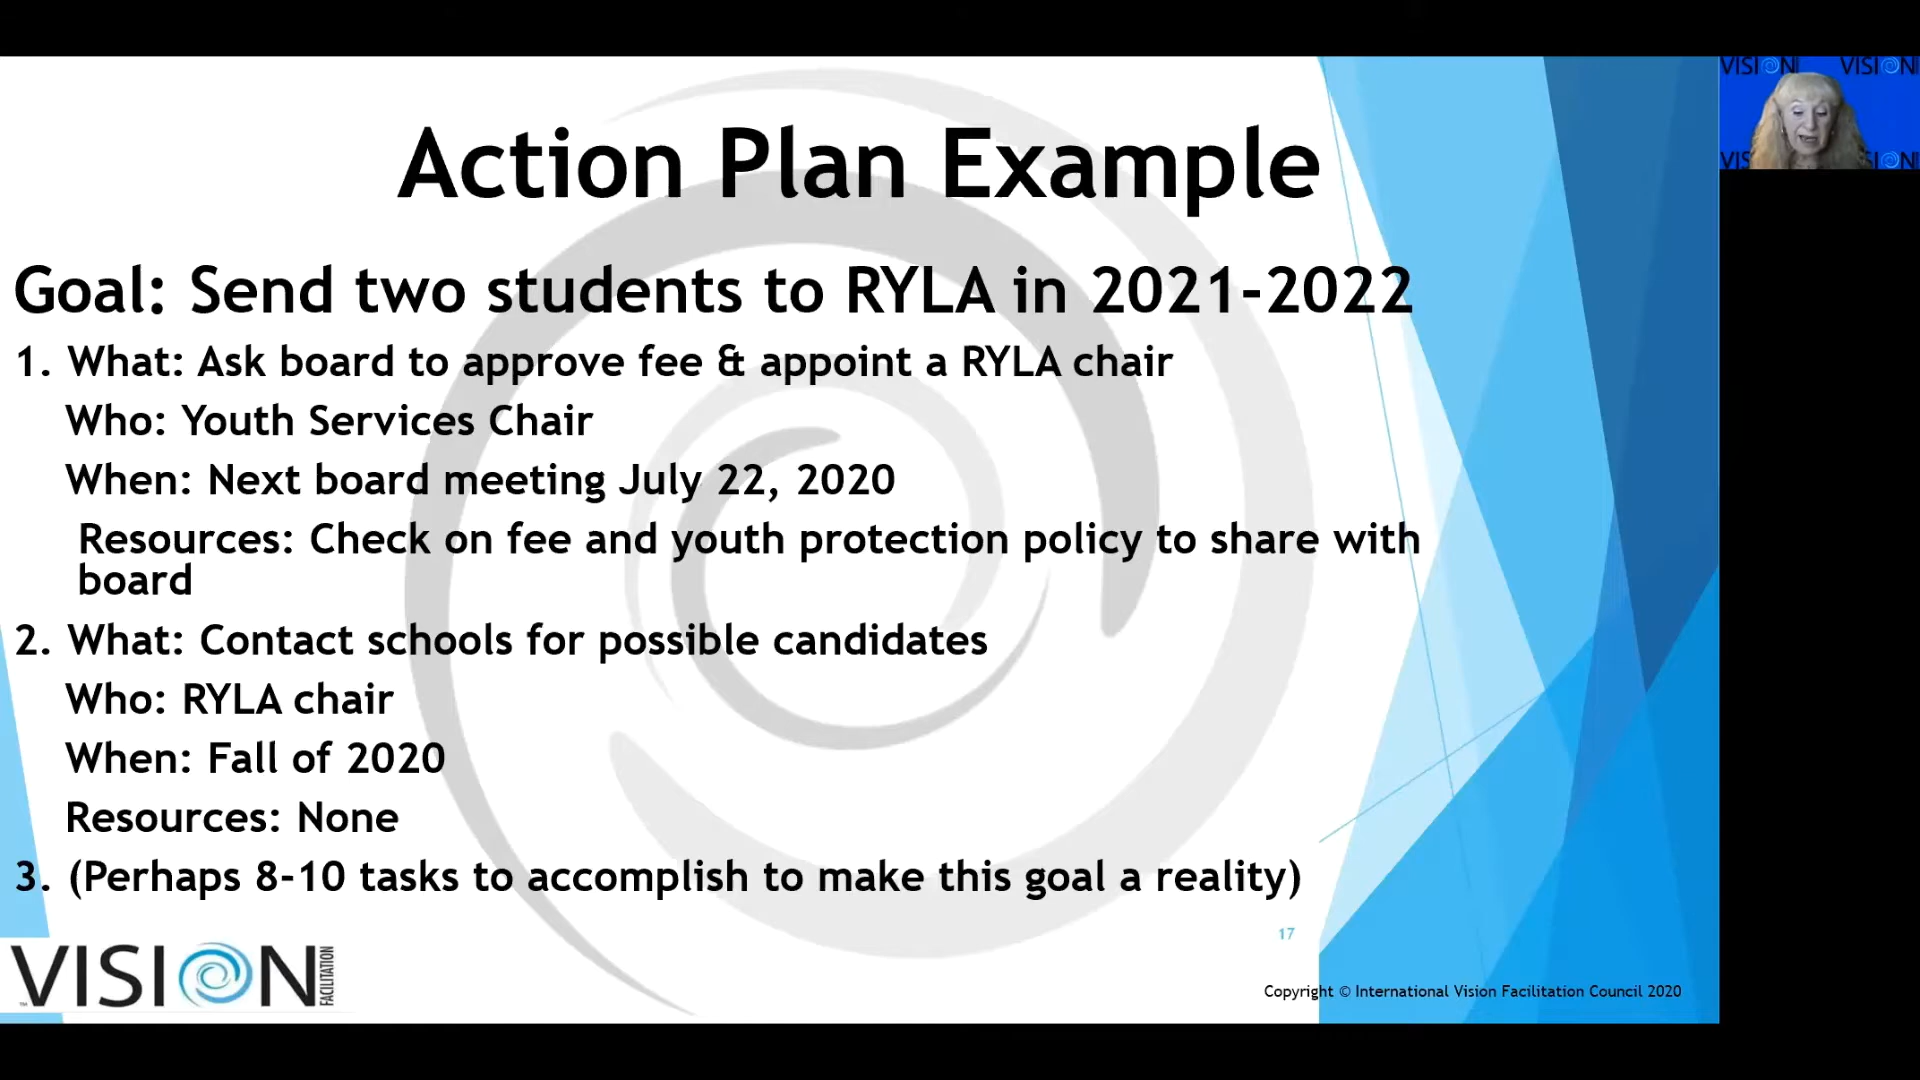 Action Plan Example
Goal: Send two students to RYLA in 2021-2022
1. What: Ask board to approve fee & appoint a RYLA chair
Who: Youth Services Chair
When: Next board meeting July 22, 2020
Resources: Check on fee and youth protection policy to share with
board
2. What: Contact schools for possible candidates
Who: RYLA chair
When: Fall of 2020
Resources: None
3. (Perhaps 8-10 tasks to accomplish to make this goal a reality)
17
VISION
FACILITATION
Copyright © International Vision Facilitation Council 2020
VISION VISION